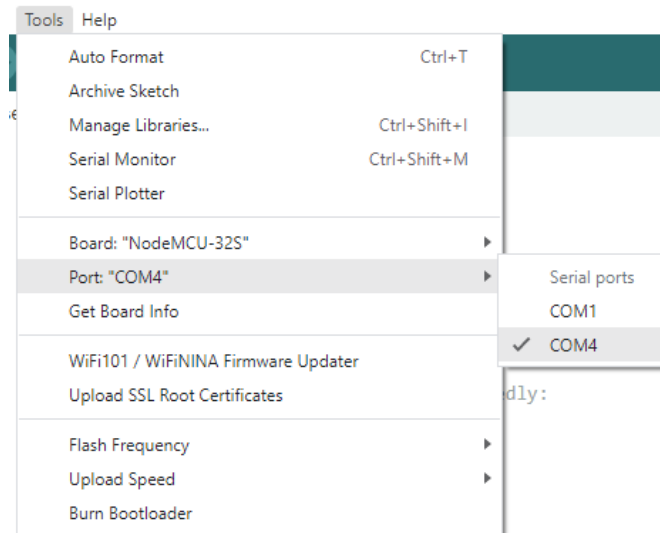 Tools Help
Auto Format Ctrl+T
Archive Sketch
Manage Libraries... Ctrl+Shift+I
Serial Monitor Ctrl+Shift+M
Serial Plotter
Board: "NodeMCU-32S"
Port: "COM4"
Serial ports
Get Board Info
COM1
COM4
WiFi101 / WiFiNINA Firmware Updater
Upload SSL Root Certificates
dly:
Flash Frequency
Upload Speed
Burn Bootloader